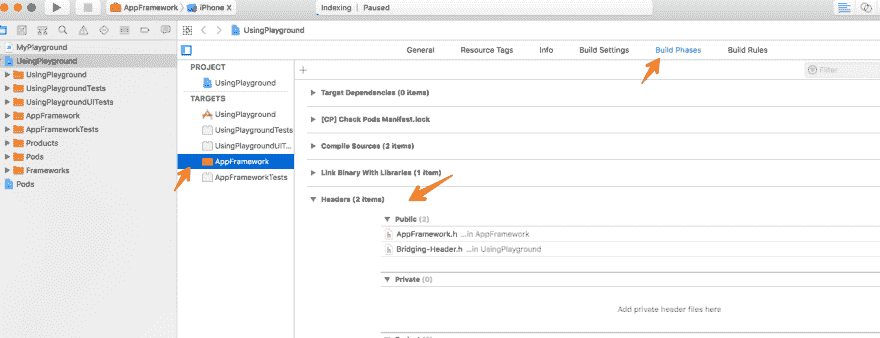 AppFramework
iPhone X
Indexing | Paused
MyPlayground
UsingPlayground
UsingPlayground
UsingPlaygroundTests
UsingPlaygroundUITests
AppFramework
AppFrameworkTests
Products
Pods
Frameworks
Pods
UsingPlayground
General
Resource Tags
Info
Build Settings
Build Phases
Build Rules
PROJECT
UsingPlayground
TARGETS
UsingPlayground
UsingPlaygroundTests
UsingPlaygroundUIT...
AppFramework
AppFrameworkTests
Filter
Target Dependencies (0 items)
[CP] Check Pods Manifest.lock
Compile Sources (2 items)
Link Binary With Libraries (1 item)
Headers (2 items)
Public (2)
AppFramework.h ...in AppFramework
Bridging-Header.h ...in UsingPlayground
Private (0)
Add private header files here